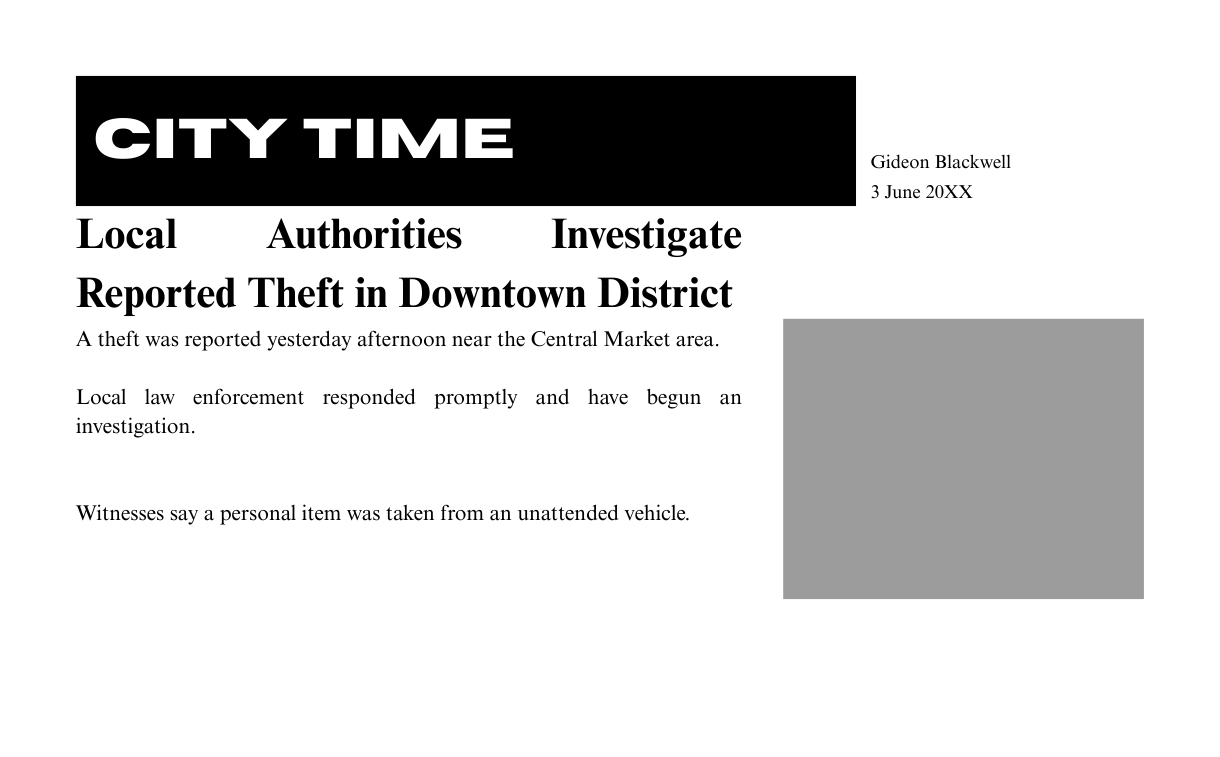 CITY TIME
Gideon Blackwell
3 June 20XX
Local Authorities Investigate
Reported Theft in Downtown District
A theft was reported yesterday afternoon near the Central Market area.
Local law enforcement responded promptly and have begun an
investigation.
Witnesses say a personal item was taken from an unattended vehicle.